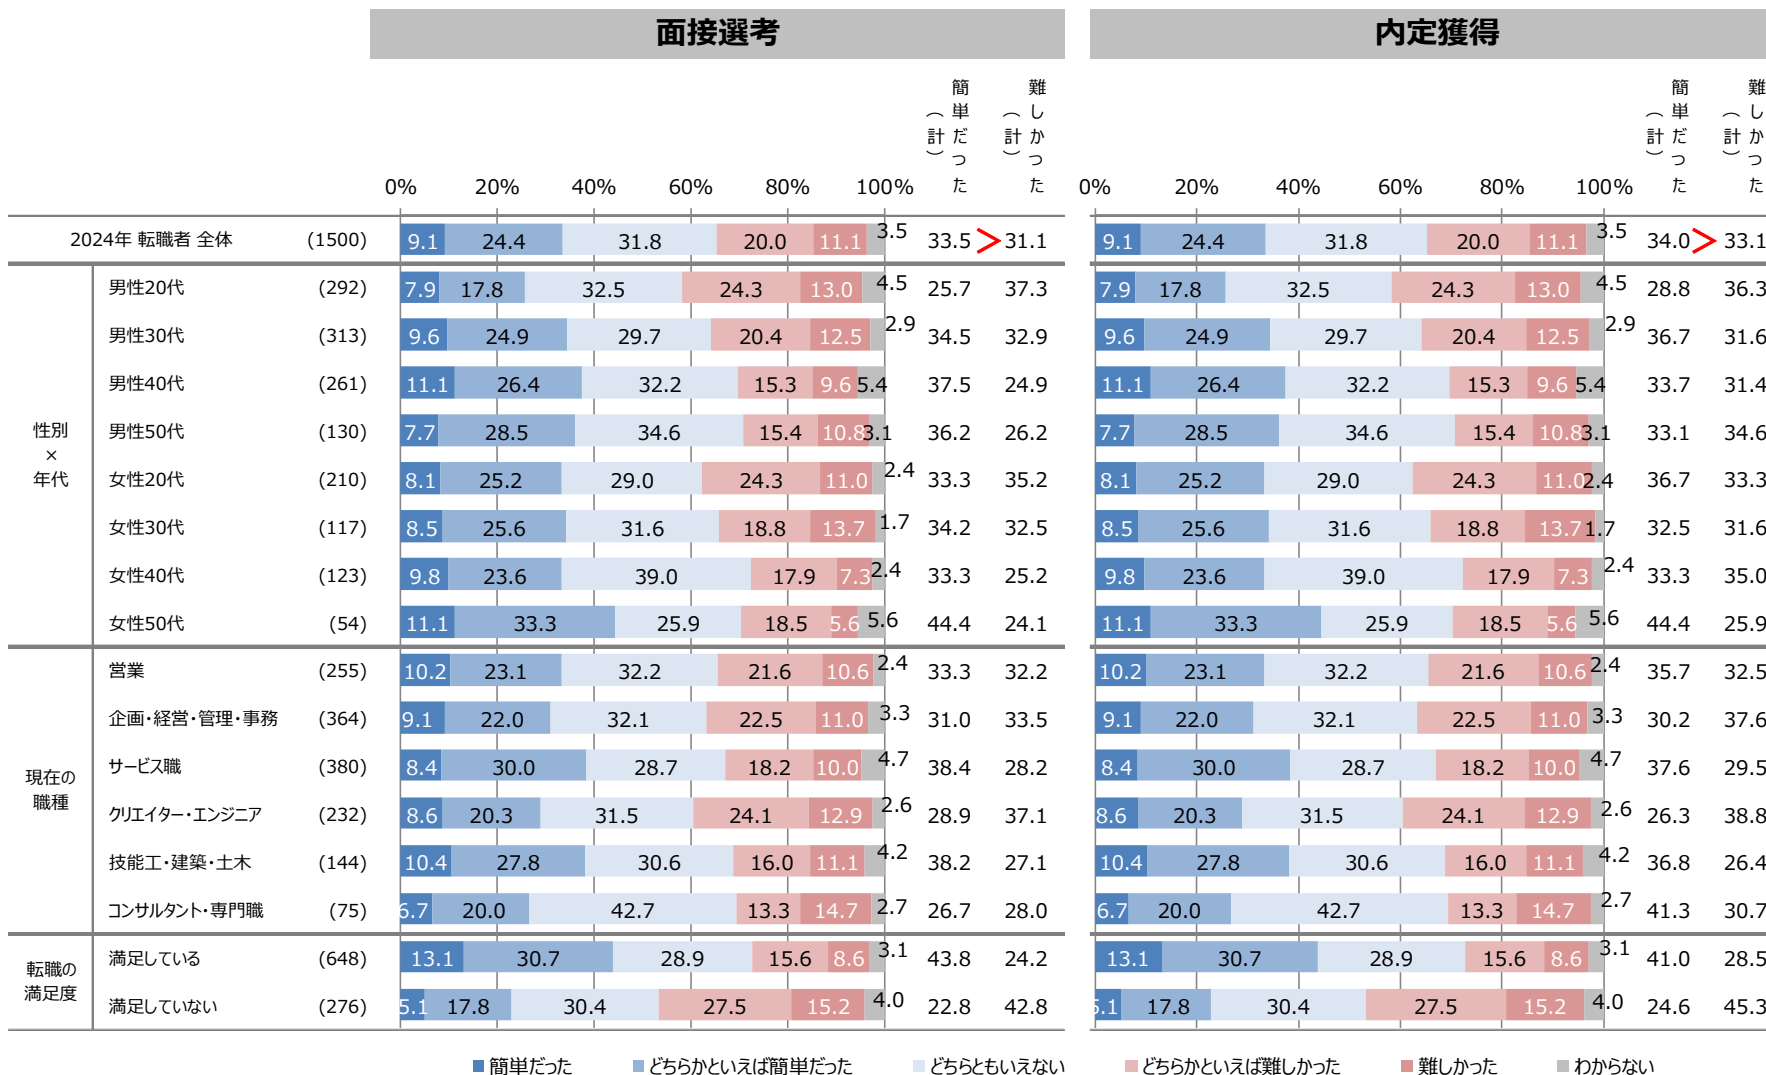 面接選考 内定獲得
簡単だった（計） 難しかった（計） 簡単だった（計） 難しかった（計）
0% 20% 40% 60% 80% 100% 0% 20% 40% 60% 80% 100%
2024年 転職者 全体 (1500) 9.1 24.4 31.8 20.0 11.1 3.5 33.5 > 31.1 9.1 24.4 31.8 20.0 11.1 3.5 34.0 > 33.1
性別×年代
男性20代 (292) 7.9 17.8 32.5 24.3 13.0 4.5 25.7 37.3 7.9 17.8 32.5 24.3 13.0 4.5 28.8 36.3
男性30代 (313) 9.6 24.9 29.7 20.4 12.5 2.9 34.5 32.9 9.6 24.9 29.7 20.4 12.5 2.9 36.7 31.6
男性40代 (261) 11.1 26.4 32.2 15.3 9.6 5.4 37.5 24.9 11.1 26.4 32.2 15.3 9.6 5.4 33.7 31.4
男性50代 (130) 7.7 28.5 34.6 15.4 10.8 3.1 36.2 26.2 7.7 28.5 34.6 15.4 10.8 3.1 33.1 34.6
女性20代 (210) 8.1 25.2 29.0 24.3 11.0 2.4 33.3 35.2 8.1 25.2 29.0 24.3 11.0 2.4 36.7 33.3
女性30代 (117) 8.5 25.6 31.6 18.8 13.7 1.7 34.2 32.5 8.5 25.6 31.6 18.8 13.7 1.7 32.5 31.6
女性40代 (123) 9.8 23.6 39.0 17.9 7.3 2.4 33.3 25.2 9.8 23.6 39.0 17.9 7.3 2.4 33.3 35.0
女性50代 (54) 11.1 33.3 25.9 18.5 5.6 5.6 44.4 24.1 11.1 33.3 25.9 18.5 5.6 5.6 44.4 25.9
現在の職種
営業 (255) 10.2 23.1 32.2 21.6 10.6 2.4 33.3 32.2 10.2 23.1 32.2 21.6 10.6 2.4 35.7 32.5
企画・経営・管理・事務 (364) 9.1 22.0 32.1 22.5 11.0 3.3 31.0 33.5 9.1 22.0 32.1 22.5 11.0 3.3 30.2 37.6
サービス職 (380) 8.4 30.0 28.7 18.2 10.0 4.7 38.4 28.2 8.4 30.0 28.7 18.2 10.0 4.7 37.6 29.5
クリエイター・エンジニア (232) 8.6 20.3 31.5 24.1 12.9 2.6 28.9 37.1 8.6 20.3 31.5 24.1 12.9 2.6 26.3 38.8
技能工・建築・土木 (144) 10.4 27.8 30.6 16.0 11.1 4.2 38.2 27.1 10.4 27.8 30.6 16.0 11.1 4.2 36.8 26.4
コンサルタント・専門職 (75) 6.7 20.0 42.7 13.3 14.7 2.7 26.7 28.0 6.7 20.0 42.7 13.3 14.7 2.7 41.3 30.7
転職の満足度
満足している (648) 13.1 30.7 28.9 15.6 8.6 3.1 43.8 24.2 13.1 30.7 28.9 15.6 8.6 3.1 41.0 28.5
満足していない (276) 5.1 17.8 30.4 27.5 15.2 4.0 22.8 42.8 5.1 17.8 30.4 27.5 15.2 4.0 24.6 45.3
簡単だった どちらかといえば簡単だった どちらともいえない どちらかといえば難しかった 難しかった わからない